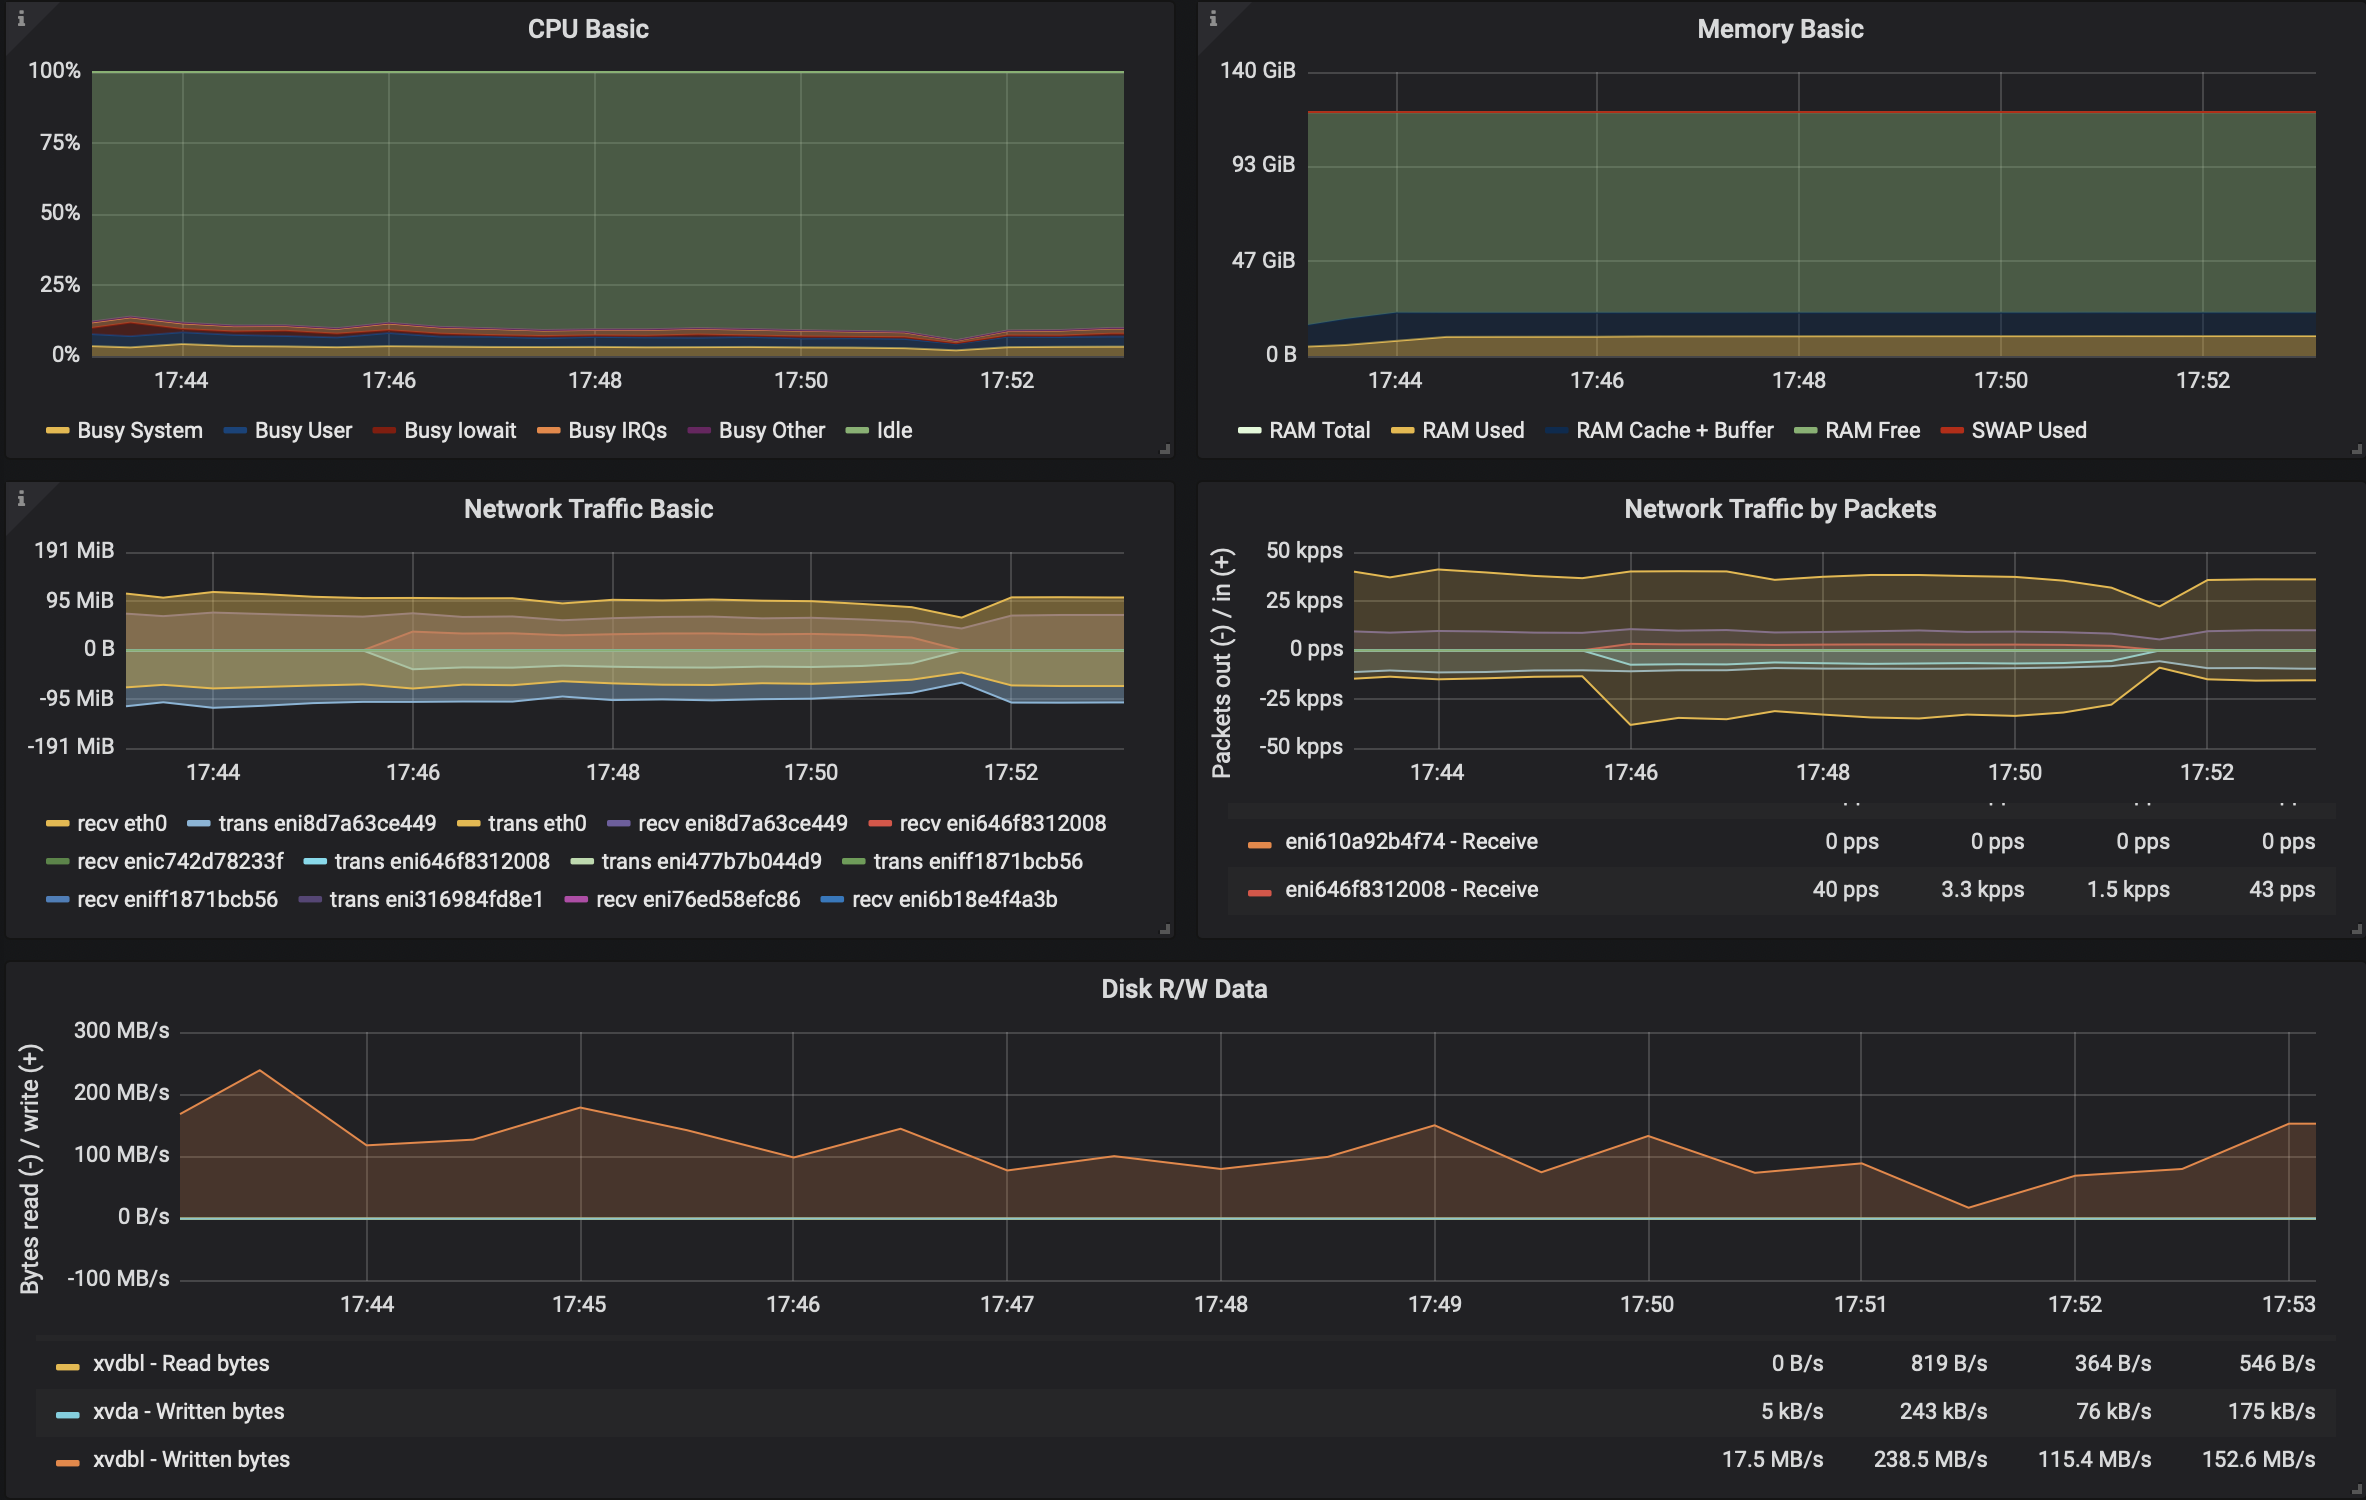 CPU Basic
100%
75%
50%
25%
0%
17:44 17:46 17:48 17:50 17:52
Busy System Busy User Busy Iowait Busy IRQs Busy Other Idle
Memory Basic
140 GiB
93 GiB
47 GiB
0 B
17:44 17:46 17:48 17:50 17:52
RAM Total RAM Used RAM Cache + Buffer RAM Free SWAP Used
Network Traffic Basic
191 MiB
95 MiB
0 B
-95 MiB
-191 MiB
17:44 17:46 17:48 17:50 17:52
recv eth0 trans eni8d7a63ce449 trans eth0 recv eni8d7a63ce449 recv eni646f8312008
recv enic742d78233f trans eni646f8312008 trans eni477b7b044d9 trans eniff1871bcb56
recv eniff1871bcb56 trans eni316984fd8e1 recv eni76ed58efc86 recv eni6b18e4f4a3b
Network Traffic by Packets
Packets out (-) / in (+)
50 kpps
25 kpps
0 pps
-25 kpps
-50 kpps
17:44 17:46 17:48 17:50 17:52
eni610a92b4f74 - Receive 0 pps 0 pps 0 pps 0 pps
eni646f8312008 - Receive 40 pps 3.3 kpps 1.5 kpps 43 pps
Disk R/W Data
Bytes read (-) / write (+)
300 MB/s
200 MB/s
100 MB/s
0 B/s
-100 MB/s
17:44 17:45 17:46 17:47 17:48 17:49 17:50 17:51 17:52 17:53
xvdbl - Read bytes 0 B/s 819 B/s 364 B/s 546 B/s
xvda - Written bytes 5 kB/s 243 kB/s 76 kB/s 175 kB/s
xvdbl - Written bytes 17.5 MB/s 238.5 MB/s 115.4 MB/s 152.6 MB/s